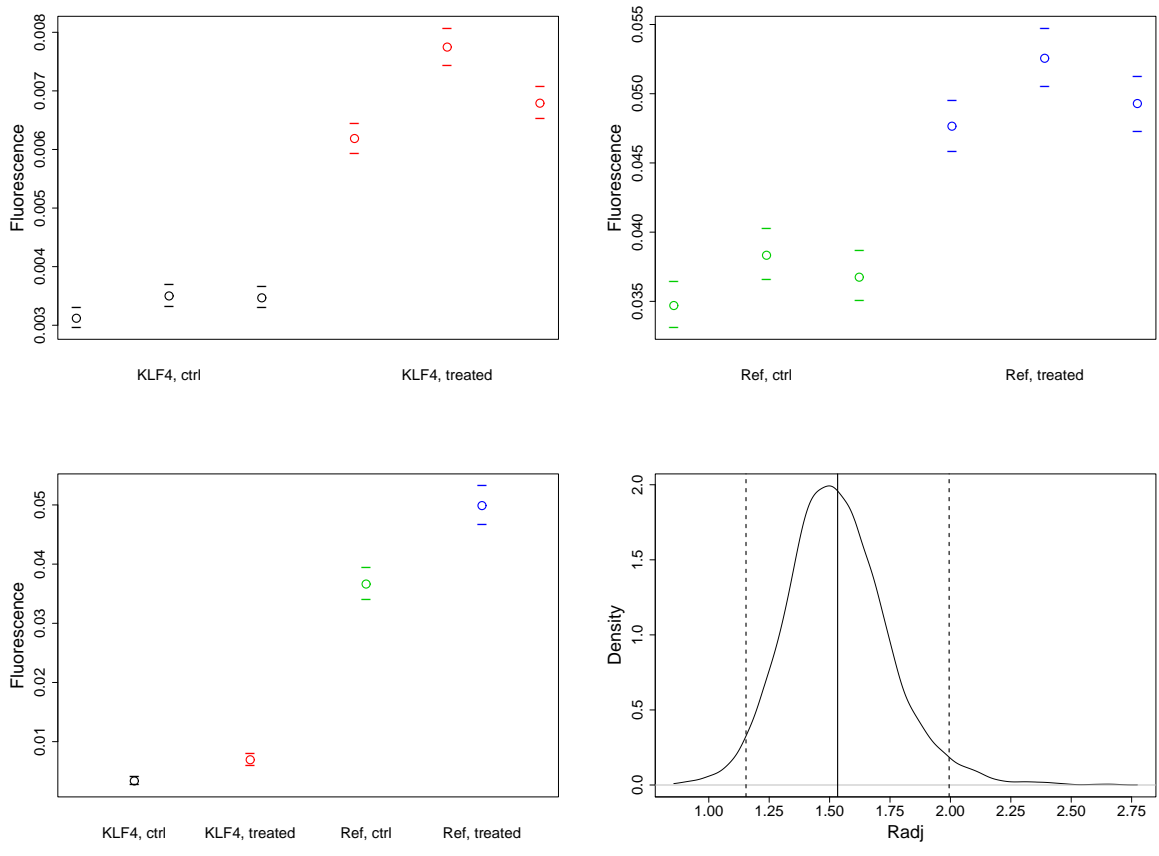 Fluorescence
0.003 0.004 0.005 0.006 0.007 0.008
KLF4, ctrl KLF4, treated
Fluorescence
0.035 0.040 0.045 0.050 0.055
Ref, ctrl Ref, treated
Fluorescence
0.01 0.02 0.03 0.04 0.05
KLF4, ctrl KLF4, treated Ref, ctrl Ref, treated
Density
0.0 0.5 1.0 1.5 2.0
1.00 1.25 1.50 1.75 2.00 2.25 2.50 2.75
Radj